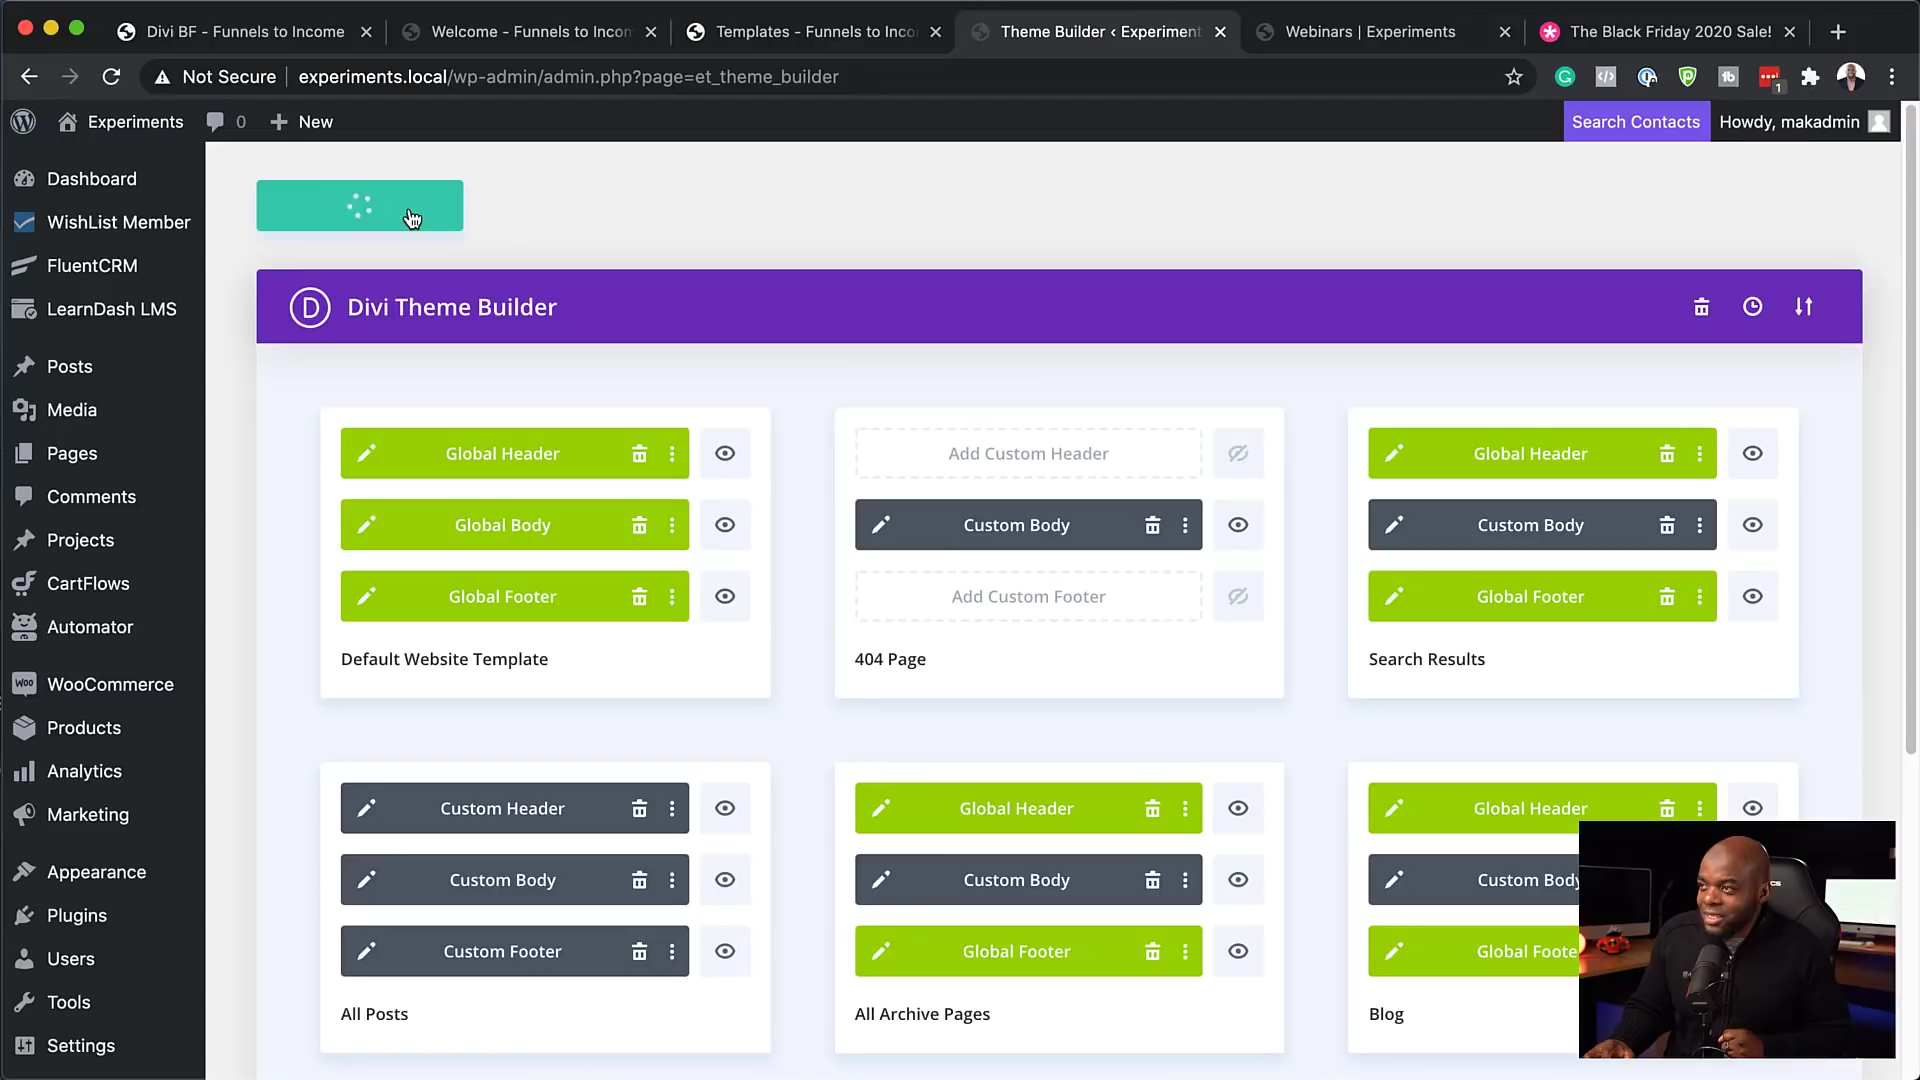 Divi BF - Funnels to Income
Welcome - Funnels to Incom
Templates - Funnels to Inco
Theme Builder ‹ Experiment
Webinars | Experiments
The Black Friday 2020 Sale!
Not Secure
experiments.local/wp-admin/admin.php?page=et_theme_builder
1
Experiments
0
New
Search Contacts
Howdy, makadmin
Dashboard
WishList Member
FluentCRM
LearnDash LMS
Posts
Media
Pages
Comments
Projects
CartFlows
Automator
WooCommerce
Products
Analytics
Marketing
Appearance
Plugins
Users
Tools
Settings
D
Divi Theme Builder
Global Header
Global Body
Global Footer
Default Website Template
Add Custom Header
Custom Body
Add Custom Footer
404 Page
Global Header
Custom Body
Global Footer
Search Results
Custom Header
Custom Body
Custom Footer
All Posts
Global Header
Custom Body
Global Footer
All Archive Pages
Global Header
Custom Body
Global Foote
Blog